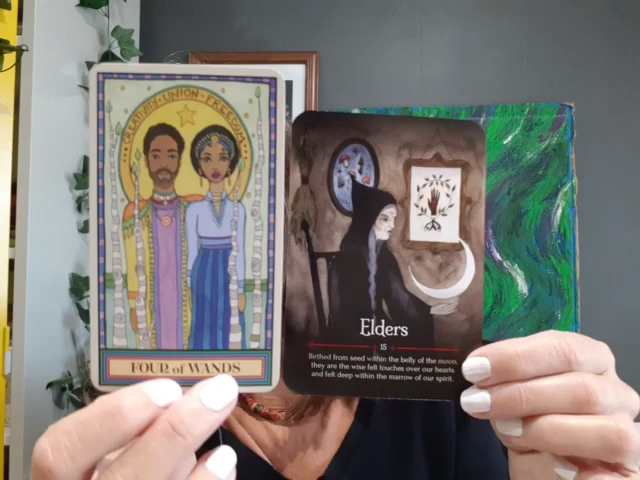 CREATIVITY · UNION · FREEDOM
FOUR of WANDS
Elders
15
Birthed from seed within the belly of the moon,
they are the wise felt touches over our hearts
and felt deep within the marrow of our spirit.